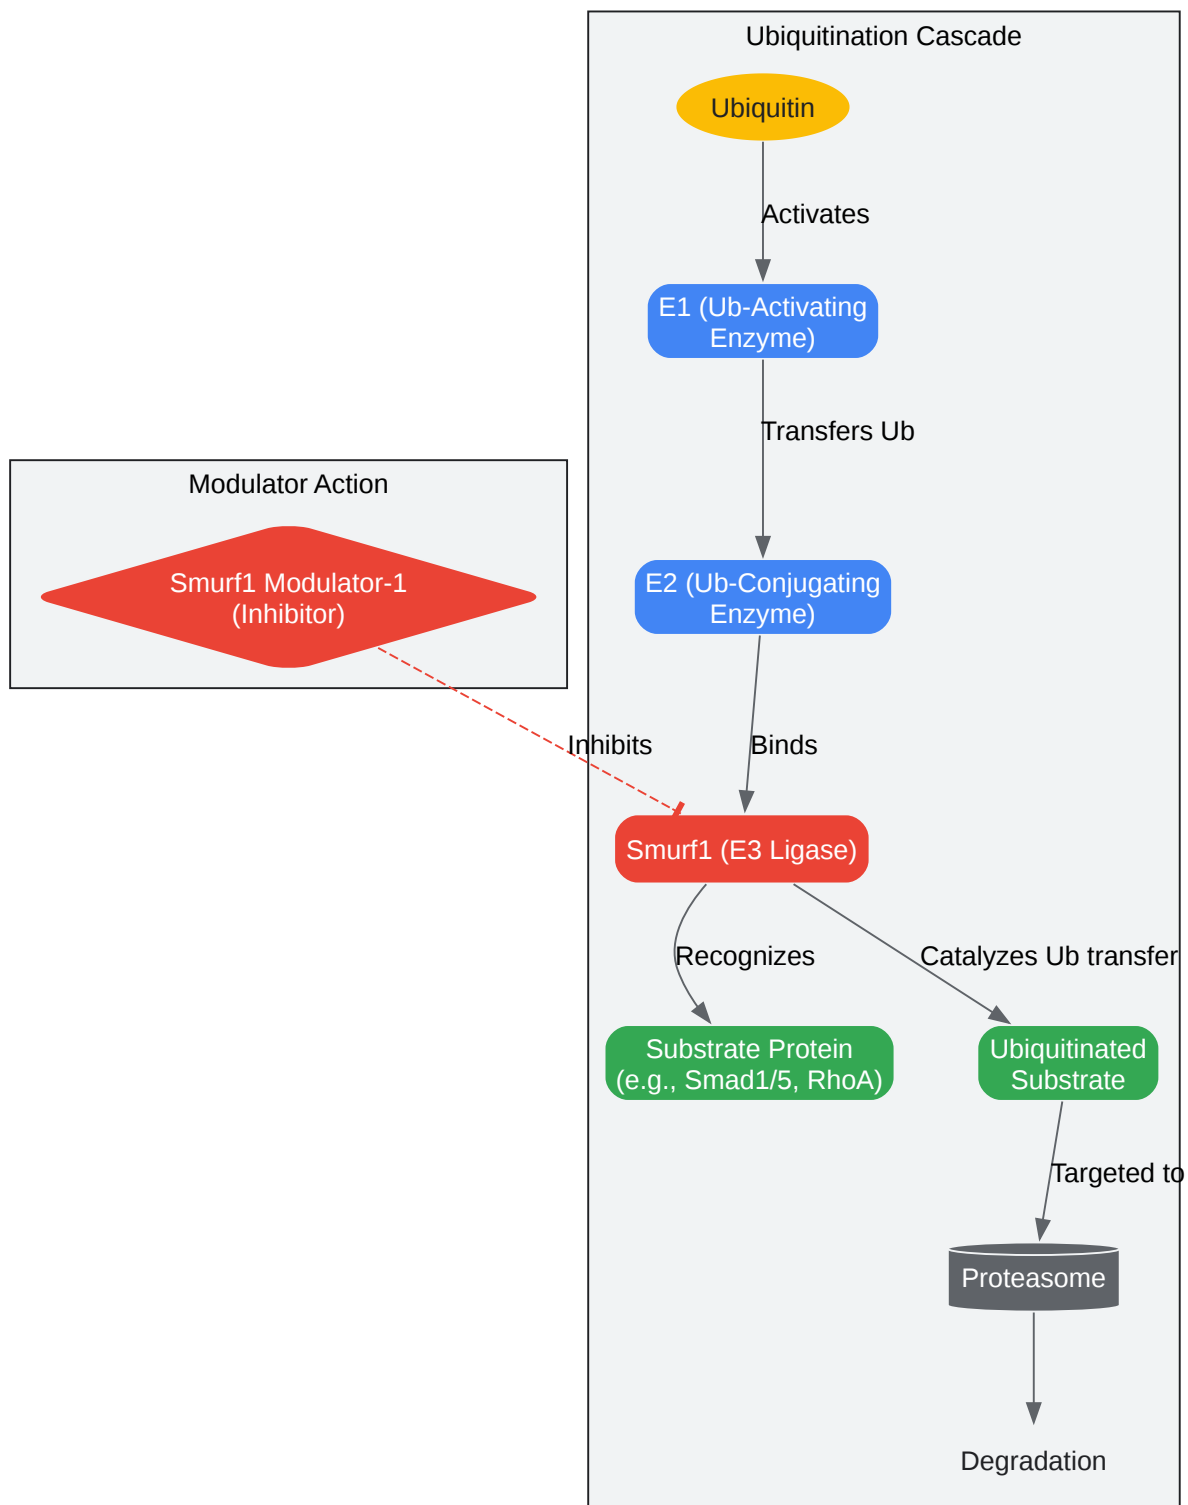 Ubiquitination Cascade
Ubiquitin
Activates
E1 (Ub-Activating
Enzyme)
Transfers Ub
Modulator Action
Smurf1 Modulator-1
(Inhibitor)
E2 (Ub-Conjugating
Enzyme)
Inhibits
Binds
Smurf1 (E3 Ligase)
Recognizes
Catalyzes Ub transfer
Substrate Protein
(e.g., Smad1/5, RhoA)
Ubiquitinated
Substrate
Targeted to
Proteasome
Degradation